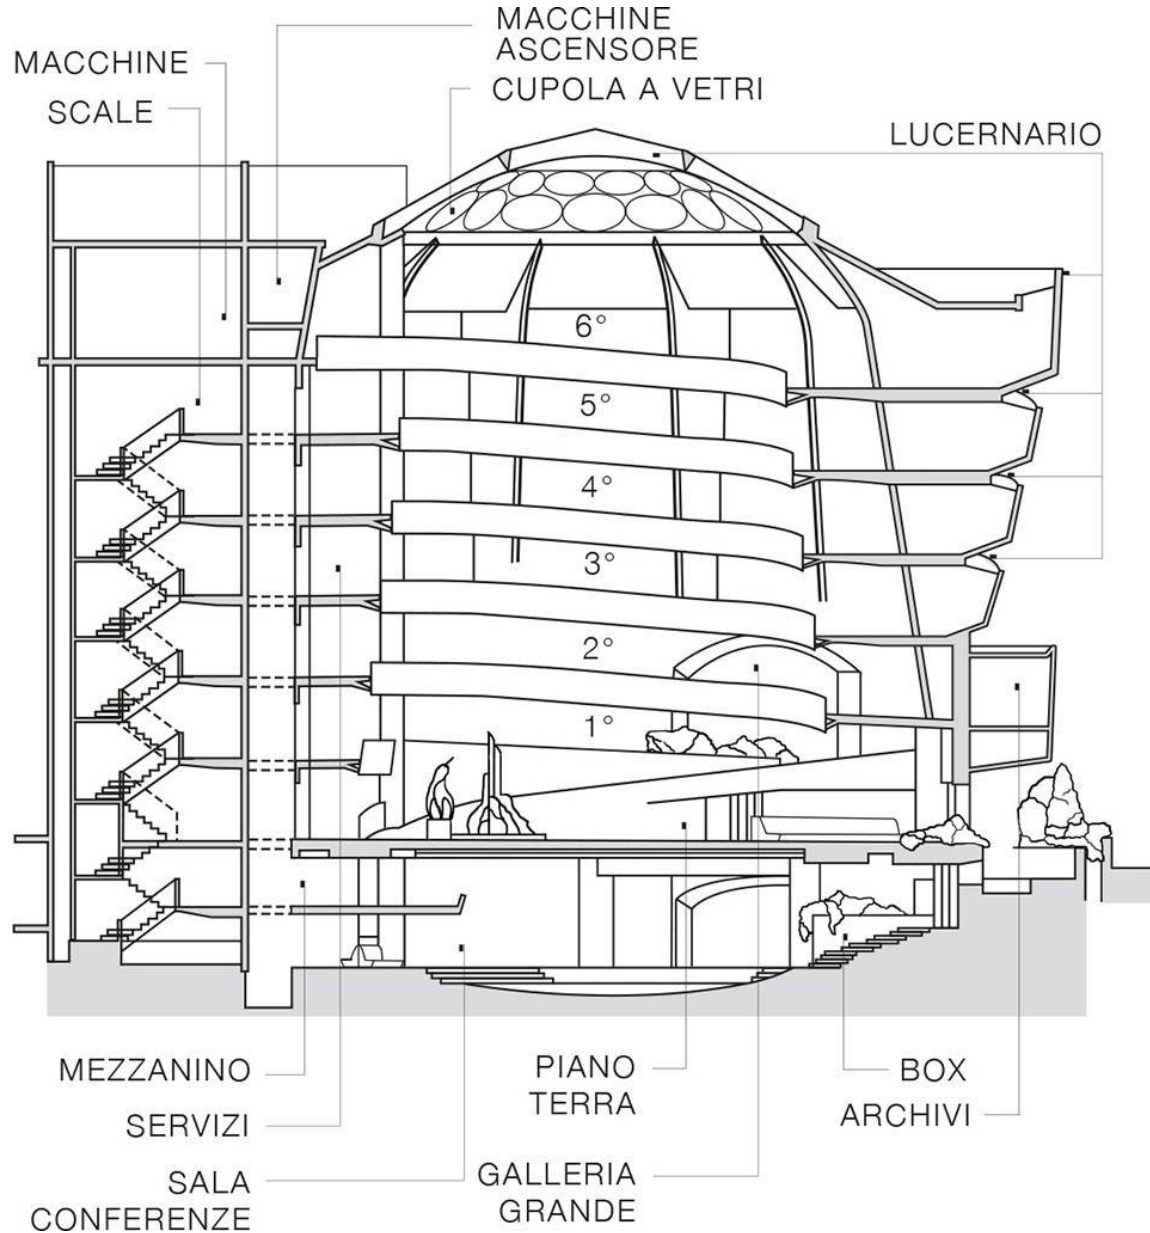 MACCHINE
ASCENSORE
MACCHINE
CUPOLA A VETRI
SCALE
LUCERNARIO
6°
5°
4°
3°
2°
1°
MEZZANINO
PIANO
TERRA
BOX
SERVIZI
ARCHIVI
SALA
CONFERENZE
GALLERIA
GRANDE